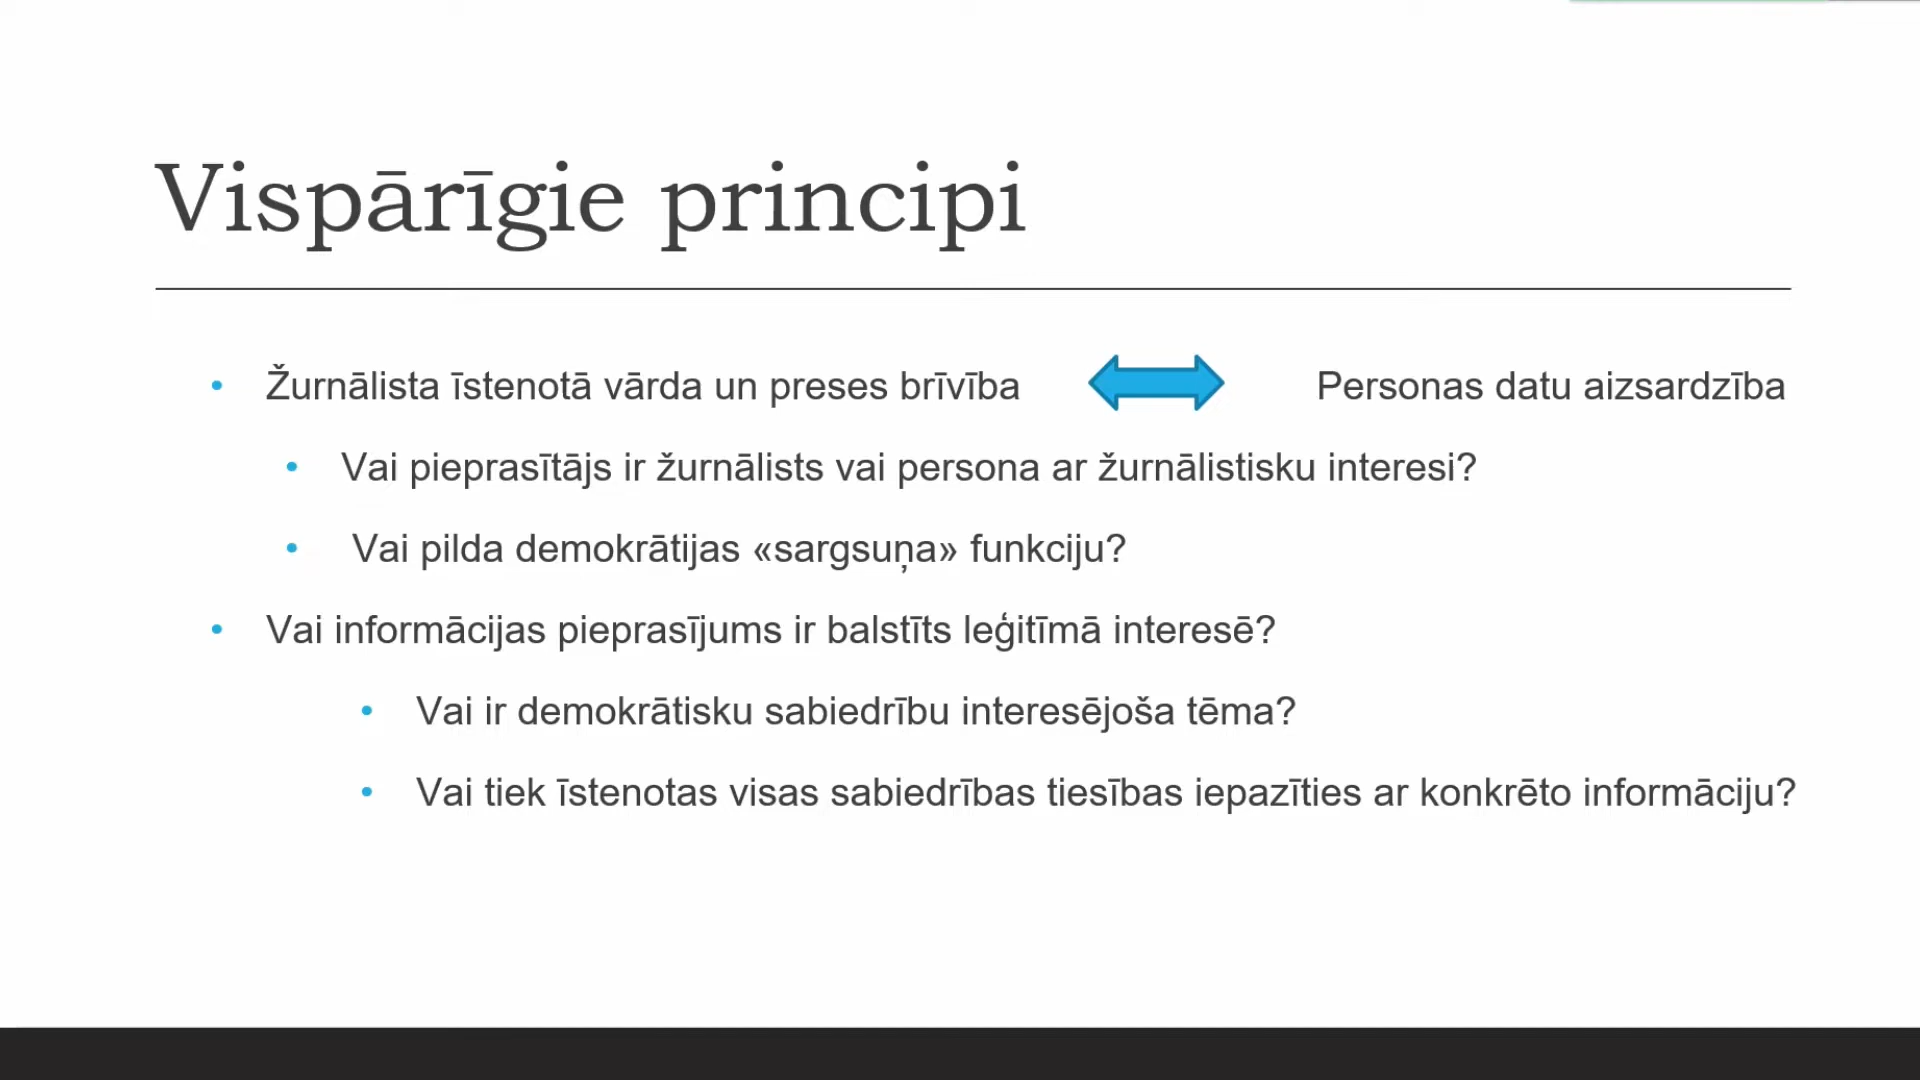 Vispārīgie principi
Žurnālista īstenotā vārda un preses brīvība Personas datu aizsardzība
Vai pieprasītājs ir žurnālists vai persona ar žurnālistisku interesi?
Vai pilda demokrātijas «sargsuņa» funkciju?
Vai informācijas pieprasījums ir balstīts leģitīmā interesē?
Vai ir demokrātisku sabiedrību interesējoša tēma?
Vai tiek īstenotas visas sabiedrības tiesības iepazīties ar konkrēto informāciju?